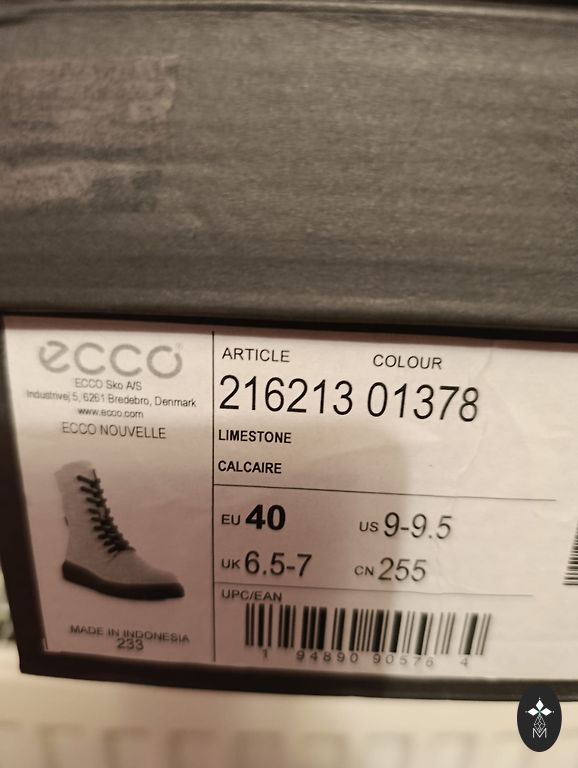 ecco
ECCO Sko A/S
Industrivej 5, 6261 Bredebro, Denmark
www.ecco.com
ECCO NOUVELLE
MADE IN INDONESIA
233
ARTICLE COLOUR
216213 01378
LIMESTONE
CALCAIRE
EU 40 US 9-9.5
UK 6.5-7 CN 255
UPC/EAN
1 94890 90576 4
M